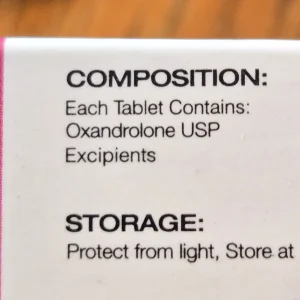 COMPOSITION:
Each Tablet Contains:
Oxandrolone USP
Excipients
STORAGE:
Protect from light, Store at